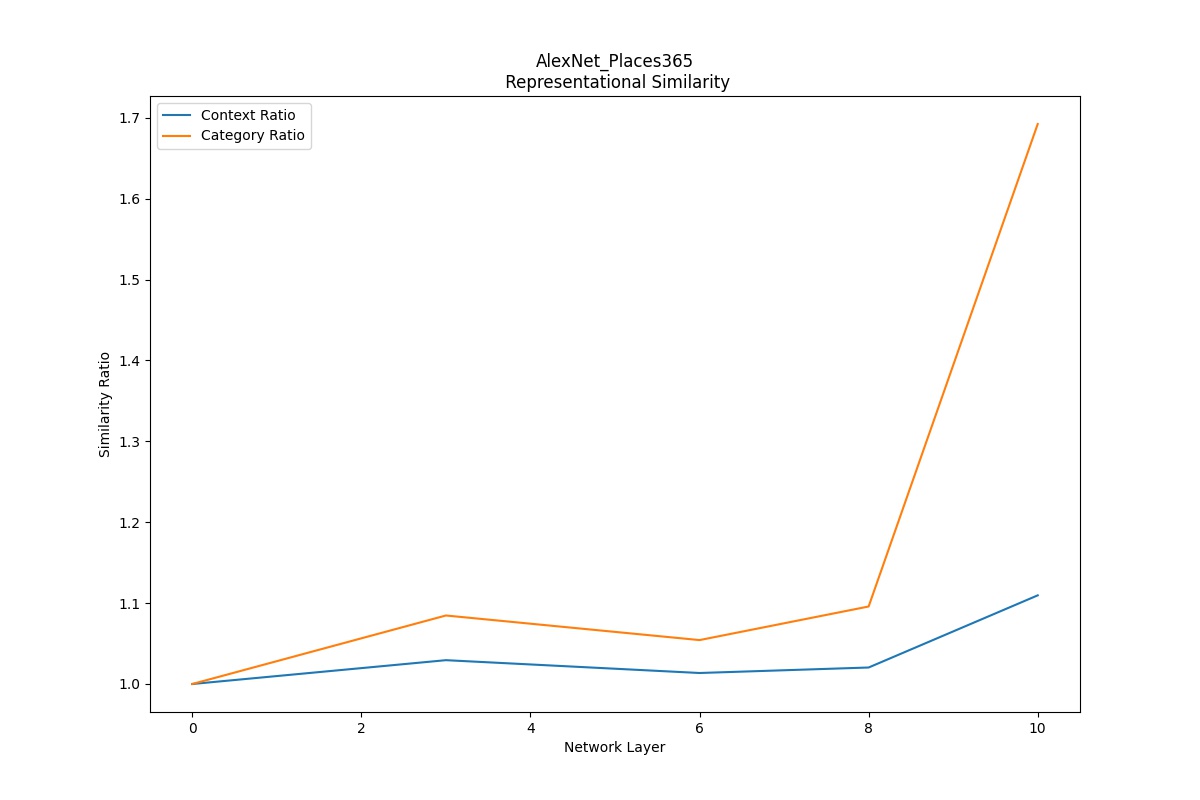 AlexNet_Places365
Representational Similarity
Context Ratio
Category Ratio
1.7
1.6
1.5
1.4
1.3
1.2
1.1
1.0
Similarity Ratio
0 2 4 6 8 10
Network Layer